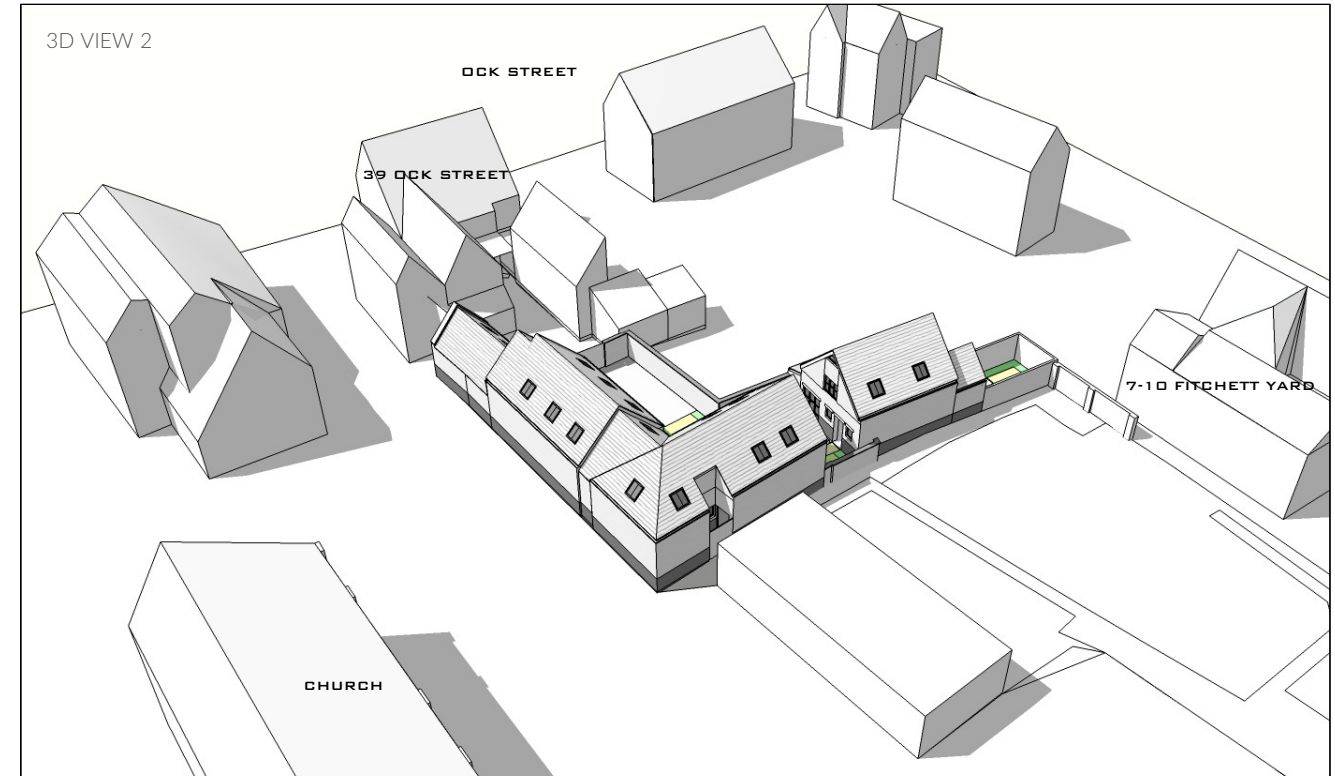 3D VIEW 2
OCK STREET
39 OCK STREET
7-10 FITCHETT YARD
CHURCH